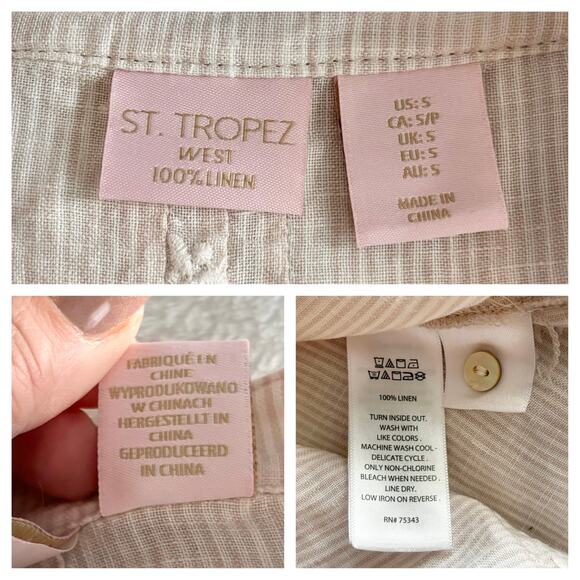 ST. TROPEZ
WEST
100% LINEN
US: S
CA: S/P
UK: S
EU: S
AU: S
MADE IN
CHINA
FABRIQUÉ EN
CHINE
WYPRODUKOWANO
W CHINACH
HERGESTELLT IN
CHINA
GEPRODUCEERD
IN CHINA
100% LINEN
TURN INSIDE OUT.
WASH WITH
LIKE COLORS .
MACHINE WASH COOL -
DELICATE CYCLE .
ONLY NON-CHLORINE
BLEACH WHEN NEEDED .
LINE DRY.
LOW IRON ON REVERSE .
RN# 75343